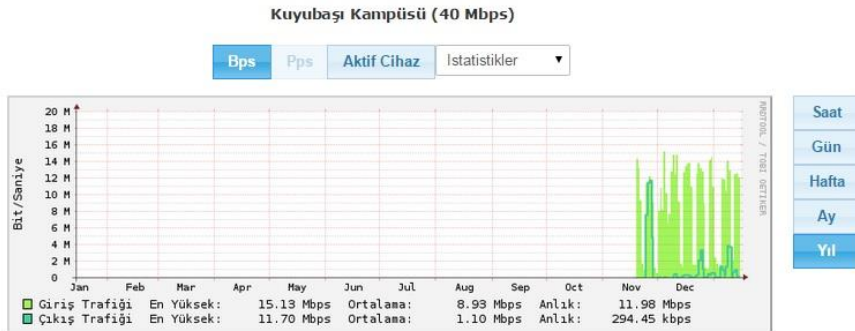 Kuyubaşı Kampüsü (40 Mbps)
Bps Pps Aktif Cihaz Istatistikler
RRDTOOL / TOBI OETIKER
Bit/Saniye
20 M
18 M
16 M
14 M
12 M
10 M
8 M
6 M
4 M
2 M
0
Jan Feb Mar Apr May Jun Jul Aug Sep Oct Nov Dec
Giriş Trafiği En Yüksek: 15.13 Mbps Ortalama: 8.93 Mbps Anlık: 11.98 Mbps
Çıkış Trafiği En Yüksek: 11.70 Mbps Ortalama: 1.10 Mbps Anlık: 294.45 kbps
Saat
Gün
Hafta
Ay
Yıl